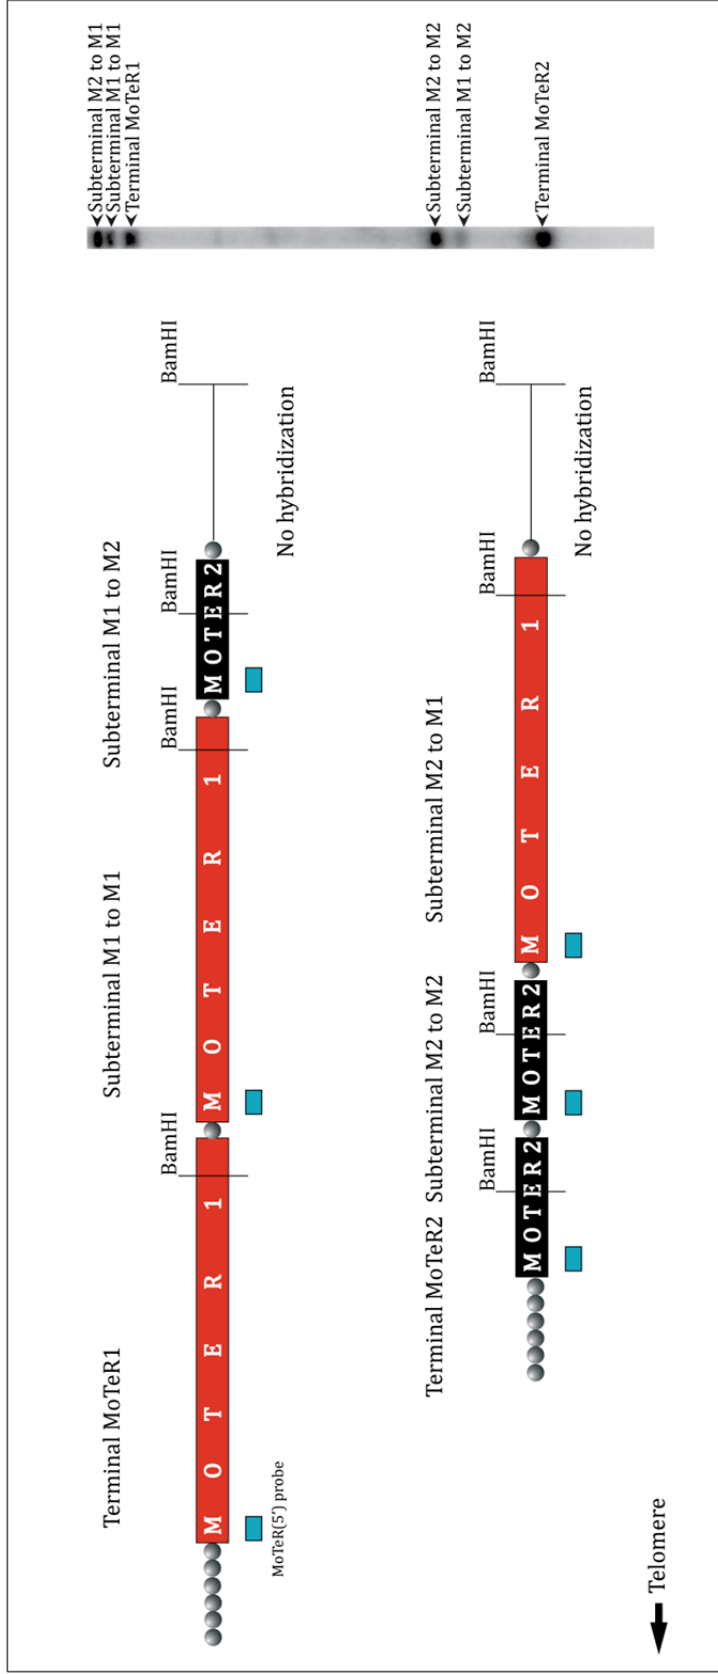 Terminal MoTeR1
Subterminal M1 to M1
Subterminal M1 to M2
BamHI
BamHI
BamHI
BamHI
MOTER1
MOTER1
MOTER2
MoTeR(5') probe
No hybridization
Terminal MoTeR2
Subterminal M2 to M2
Subterminal M2 to M1
BamHI
BamHI
BamHI
BamHI
MOTER2
MOTER2
MOTER1
No hybridization
Telomere
Subterminal M2 to M1
Subterminal M1 to M1
Terminal MoTeR1
Subterminal M2 to M2
Subterminal M1 to M2
Terminal MoTeR2